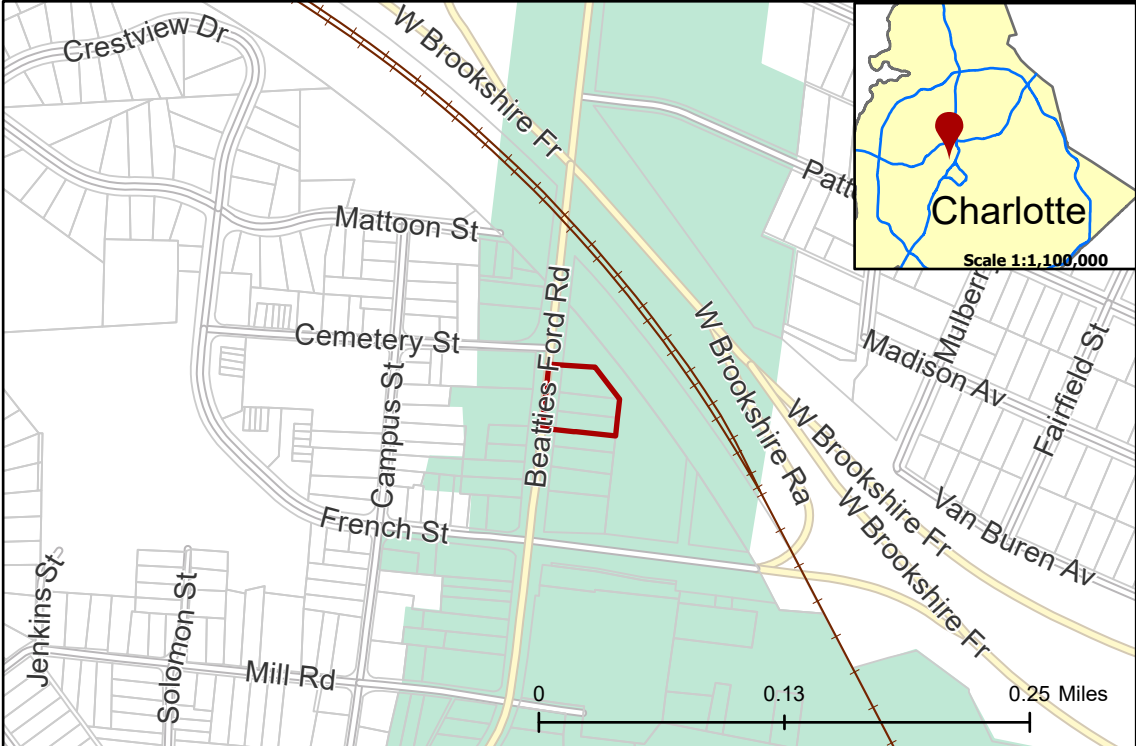 Crestview Dr
W Brookshire Fr
Mattoon St
Cemetery St
Beatties Ford Rd
Campus St
French St
Jenkins St
Solomon St
Mill Rd
W Brookshire Ra
W Brookshire Fr
W Brookshire Fr
Madison Av
Fairfield St
Van Buren Av
Charlotte
Scale 1:1,100,000
0
0.13
0.25 Miles